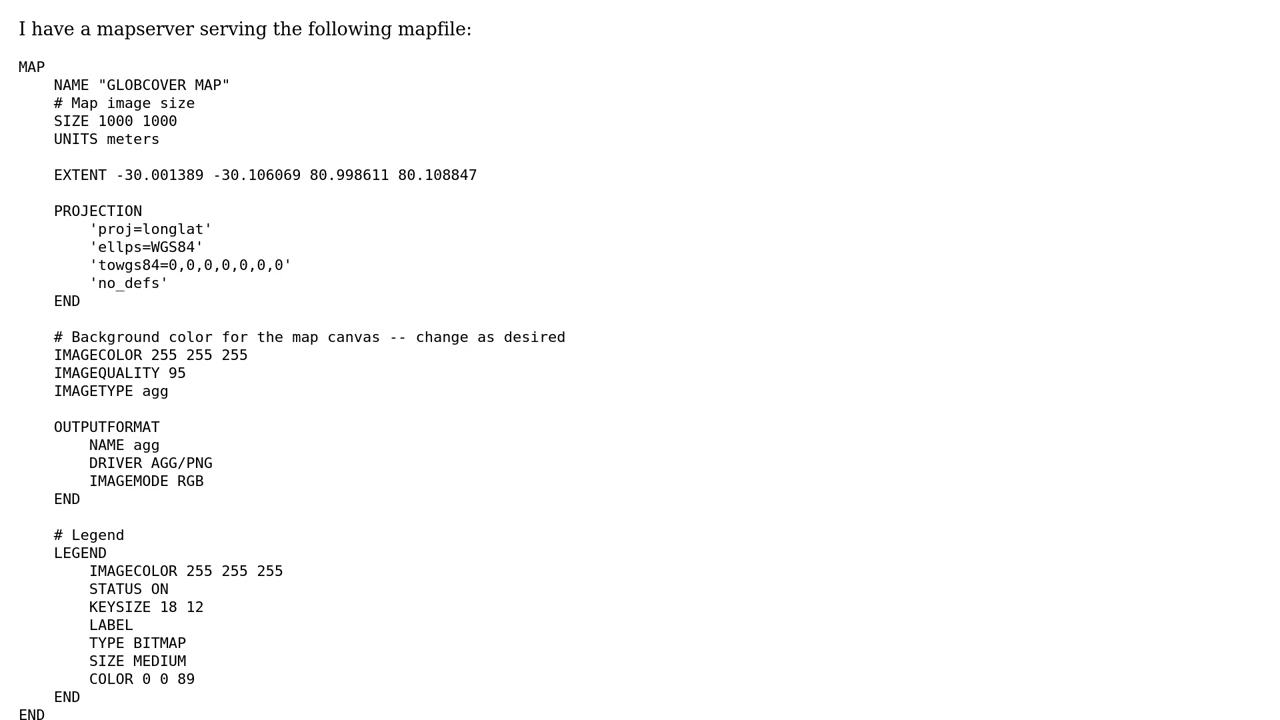 I have a mapserver serving the following mapfile:
MAP
    NAME "GLOBCOVER MAP"
    # Map image size
    SIZE 1000 1000
    UNITS meters

    EXTENT -30.001389 -30.106069 80.998611 80.108847

    PROJECTION
        'proj=longlat'
        'ellps=WGS84'
        'towgs84=0,0,0,0,0,0,0'
        'no_defs'
    END

    # Background color for the map canvas -- change as desired
    IMAGECOLOR 255 255 255
    IMAGEQUALITY 95
    IMAGETYPE agg

    OUTPUTFORMAT
        NAME agg
        DRIVER AGG/PNG
        IMAGEMODE RGB
    END

    # Legend
    LEGEND
        IMAGECOLOR 255 255 255
        STATUS ON
        KEYSIZE 18 12
        LABEL
        TYPE BITMAP
        SIZE MEDIUM
        COLOR 0 0 89
    END
END